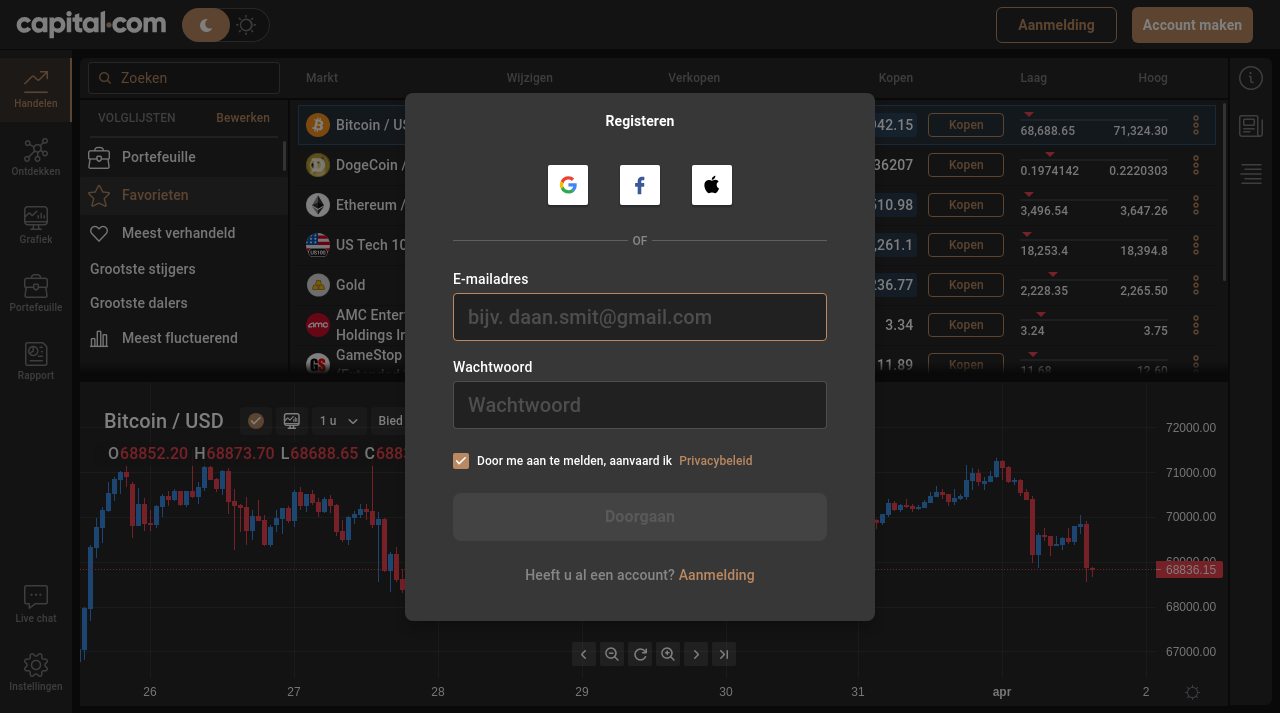 capital.com
Aanmelding
Account maken
Handelen
Ontdekken
Grafiek
Portefeuille
Rapport
Live chat
Instellingen
Zoeken
VOLGLIJSTEN Bewerken
Portefeuille
Favorieten
Meest verhandeld
Grootste stijgers
Grootste dalers
Meest fluctuerend
Markt Wijzigen Verkopen Kopen Laag Hoog
Bitcoin / US 942.15 Kopen 68,688.65 71,324.30
DogeCoin / 36207 Kopen 0.1974142 0.2220303
Ethereum / 510.98 Kopen 3,496.54 3,647.26
US Tech 10 ,261.1 Kopen 18,253.4 18,394.8
Gold 236.77 Kopen 2,228.35 2,265.50
AMC Enter
Holdings In 3.34 Kopen 3.24 3.75
GameStop 11.89 Kopen 11.68 12.60
Registeren
OF
E-mailadres
bijv. daan.smit@gmail.com
Wachtwoord
Wachtwoord
Door me aan te melden, aanvaard ik Privacybeleid
Doorgaan
Heeft u al een account? Aanmelding
Bitcoin / USD 1 u Bied
O68852.20 H68873.70 L68688.65 C688
72000.00
71000.00
70000.00
69000.00
68836.15
68000.00
67000.00
26 27 28 29 30 31 apr 2